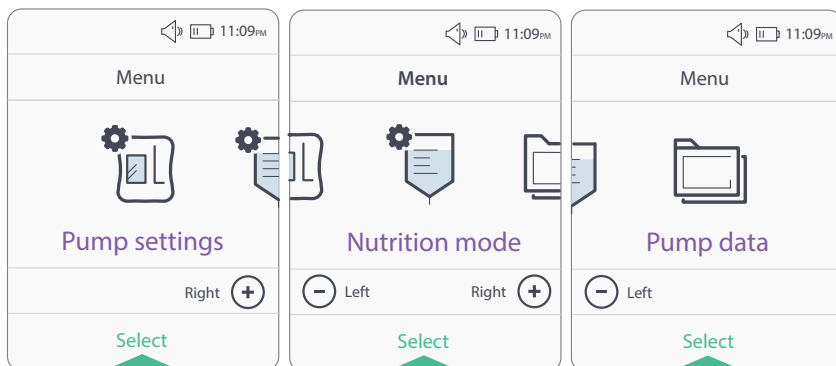 11:09PM
Menu
Pump settings
Right +
Select
11:09PM
Menu
Nutrition mode
- Left Right +
Select
11:09PM
Menu
Pump data
- Left
Select